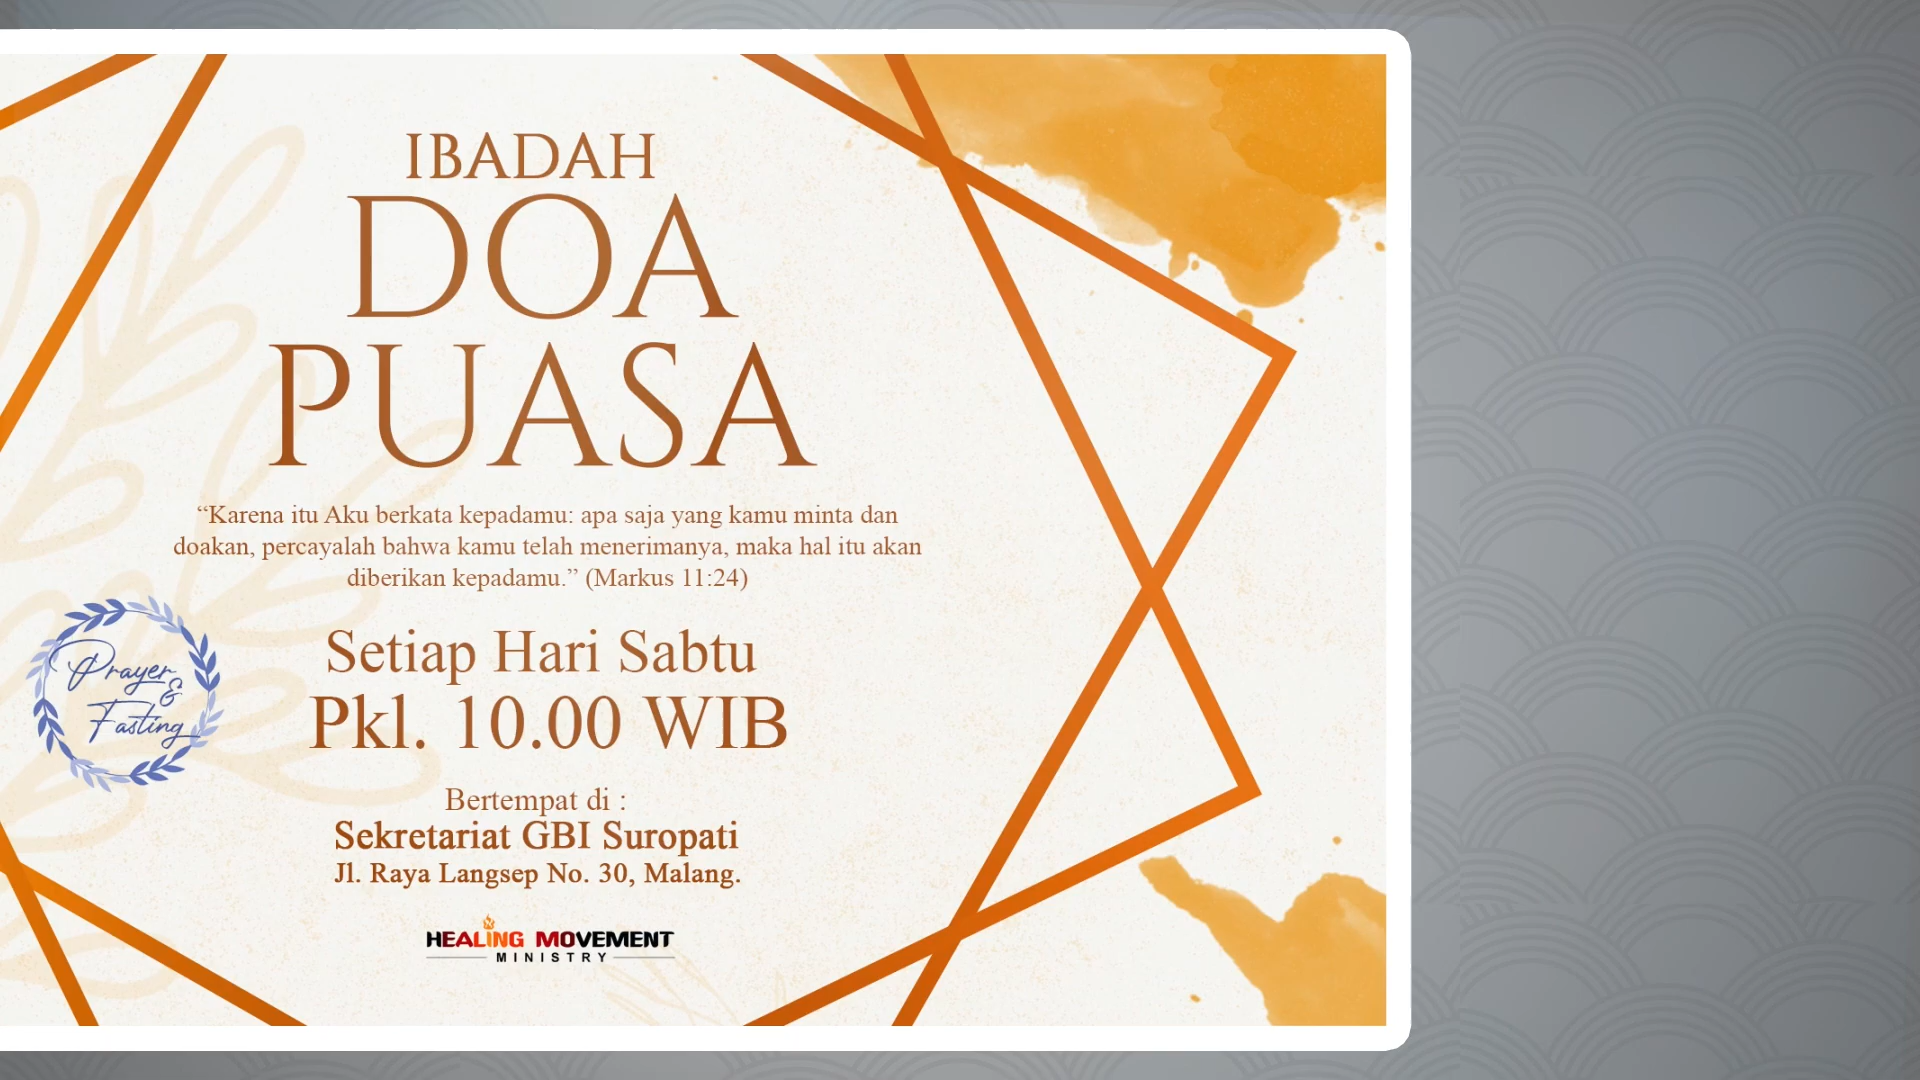 IBADAH
DOA
PUASA
“Karena itu Aku berkata kepadamu: apa saja yang kamu minta dan
doakan, percayalah bahwa kamu telah menerimanya, maka hal itu akan
diberikan kepadamu.” (Markus 11:24)
Prayer
&
Fasting
Setiap Hari Sabtu
Pkl. 10.00 WIB
Bertempat di :
Sekretariat GBI Suropati
Jl. Raya Langsep No. 30, Malang.
HEALING MOVEMENT
MINISTRY